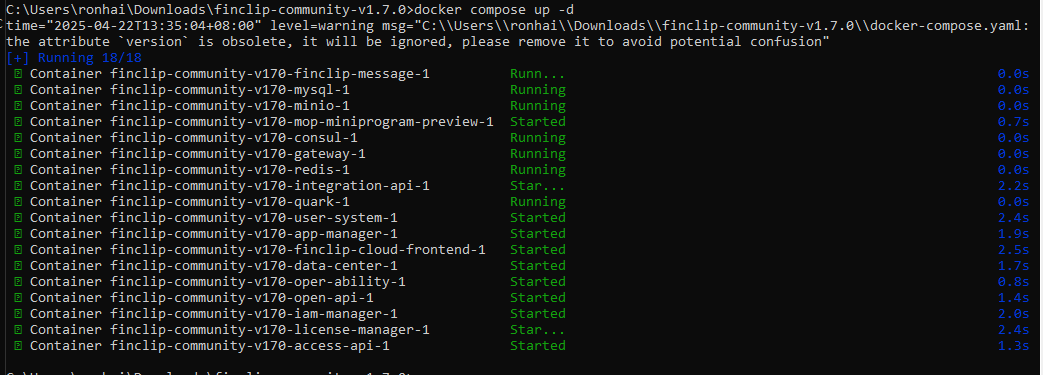 C:\Users\ronhai\Downloads\finclip-community-v1.7.0>docker compose up -d
time="2025-04-22T13:35:04+08:00" level=warning msg="C:\\Users\\ronhai\\Downloads\\finclip-community-v1.7.0\\docker-compose.yaml:
the attribute `version` is obsolete, it will be ignored, please remove it to avoid potential confusion"
[+] Running 18/18
Container finclip-community-v170-finclip-message-1 Runn... 0.0s
Container finclip-community-v170-mysql-1 Running 0.0s
Container finclip-community-v170-minio-1 Running 0.0s
Container finclip-community-v170-mop-miniprogram-preview-1 Started 0.7s
Container finclip-community-v170-consul-1 Running 0.0s
Container finclip-community-v170-gateway-1 Running 0.0s
Container finclip-community-v170-redis-1 Running 0.0s
Container finclip-community-v170-integration-api-1 Star... 2.2s
Container finclip-community-v170-quark-1 Running 0.0s
Container finclip-community-v170-user-system-1 Started 2.4s
Container finclip-community-v170-app-manager-1 Started 1.9s
Container finclip-community-v170-finclip-cloud-frontend-1 Started 2.5s
Container finclip-community-v170-data-center-1 Started 1.7s
Container finclip-community-v170-oper-ability-1 Started 0.8s
Container finclip-community-v170-open-api-1 Started 1.4s
Container finclip-community-v170-iam-manager-1 Started 2.0s
Container finclip-community-v170-license-manager-1 Star... 2.4s
Container finclip-community-v170-access-api-1 Started 1.3s